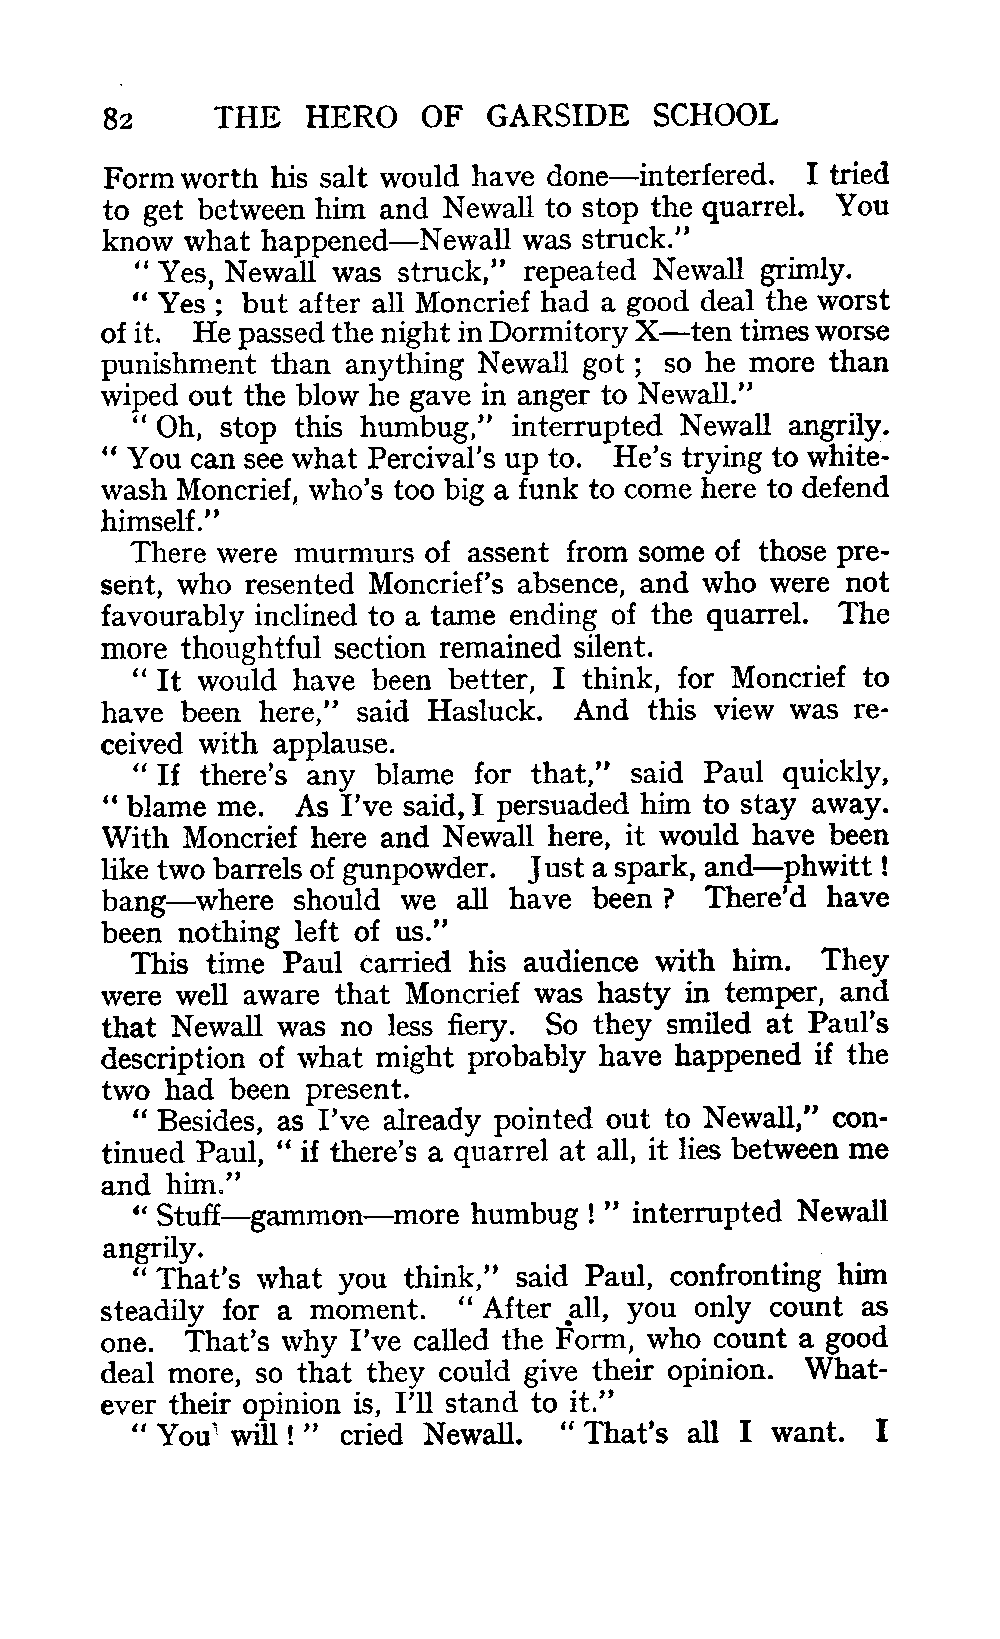 82 THE HERO OF GARSIDE SCHOOL
Form worth his salt would have done—interfered. I tried
to get between him and Newall to stop the quarrel. You
know what happened—Newall was struck.”
“ Yes, Newall was struck,” repeated Newall grimly.
“ Yes ; but after all Moncrief had a good deal the worst
of it. He passed the night in Dormitory X—ten times worse
punishment than anything Newall got ; so he more than
wiped out the blow he gave in anger to Newall.”
“ Oh, stop this humbug,” interrupted Newall angrily.
“ You can see what Percival’s up to. He’s trying to white-
wash Moncrief, who’s too big a funk to come here to defend
himself.”
There were murmurs of assent from some of those pre-
sent, who resented Moncrief’s absence, and who were not
favourably inclined to a tame ending of the quarrel. The
more thoughtful section remained silent.
“ It would have been better, I think, for Moncrief to
have been here,” said Hasluck. And this view was re-
ceived with applause.
“ If there’s any blame for that,” said Paul quickly,
“ blame me. As I’ve said, I persuaded him to stay away.
With Moncrief here and Newall here, it would have been
like two barrels of gunpowder. Just a spark, and—phwitt !
bang—where should we all have been ? There’d have
been nothing left of us.”
This time Paul carried his audience with him. They
were well aware that Moncrief was hasty in temper, and
that Newall was no less fiery. So they smiled at Paul’s
description of what might probably have happened if the
two had been present.
“ Besides, as I’ve already pointed out to Newall,” con-
tinued Paul, “ if there’s a quarrel at all, it lies between me
and him.”
“ Stuff—gammon—more humbug ! ” interrupted Newall
angrily.
“ That’s what you think,” said Paul, confronting him
steadily for a moment. “ After all, you only count as
one. That’s why I’ve called the Form, who count a good
deal more, so that they could give their opinion. What-
ever their opinion is, I’ll stand to it.”
“ You will ! ” cried Newall. “ That’s all I want. I